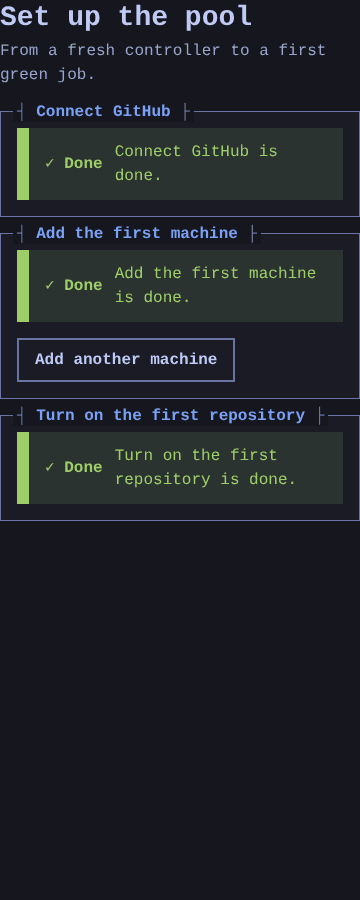 Set up the pool
From a fresh controller to a first
green job.
Connect GitHub
✓ Done
Connect GitHub is
done.
Add the first machine
✓ Done
Add the first machine
is done.
Add another machine
Turn on the first repository
✓ Done
Turn on the first
repository is done.